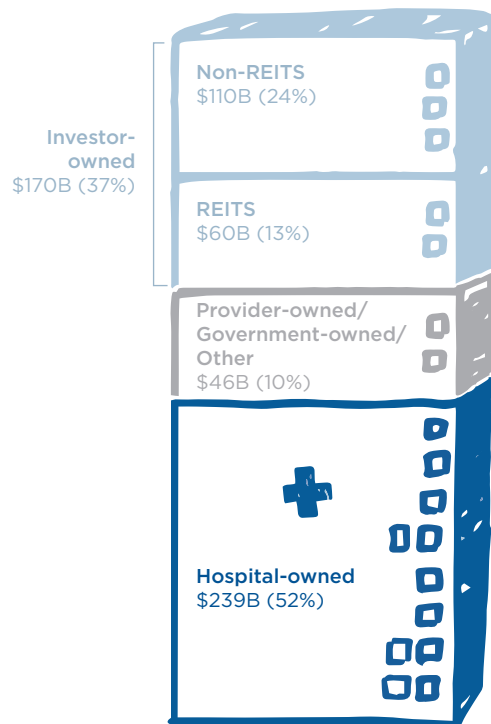 Non-REITS
$110B (24%)
Investor-
owned
$170B (37%)
REITS
$60B (13%)
Provider-owned/
Government-owned/
Other
$46B (10%)
Hospital-owned
$239B (52%)